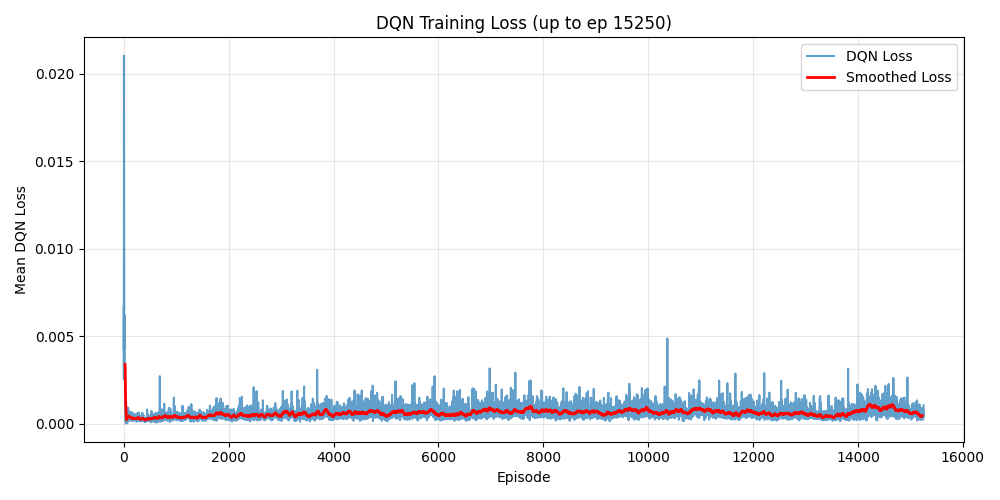 DQN Training Loss (up to ep 15250)
DQN Loss
Smoothed Loss
Mean DQN Loss
0.020
0.015
0.010
0.005
0.000
0 2000 4000 6000 8000 10000 12000 14000 16000
Episode